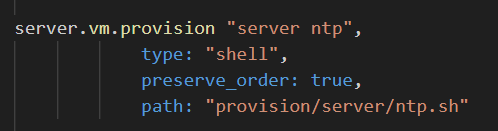 server.vm.provision "server ntp",
type: "shell",
preserve_order: true,
path: "provision/server/ntp.sh"